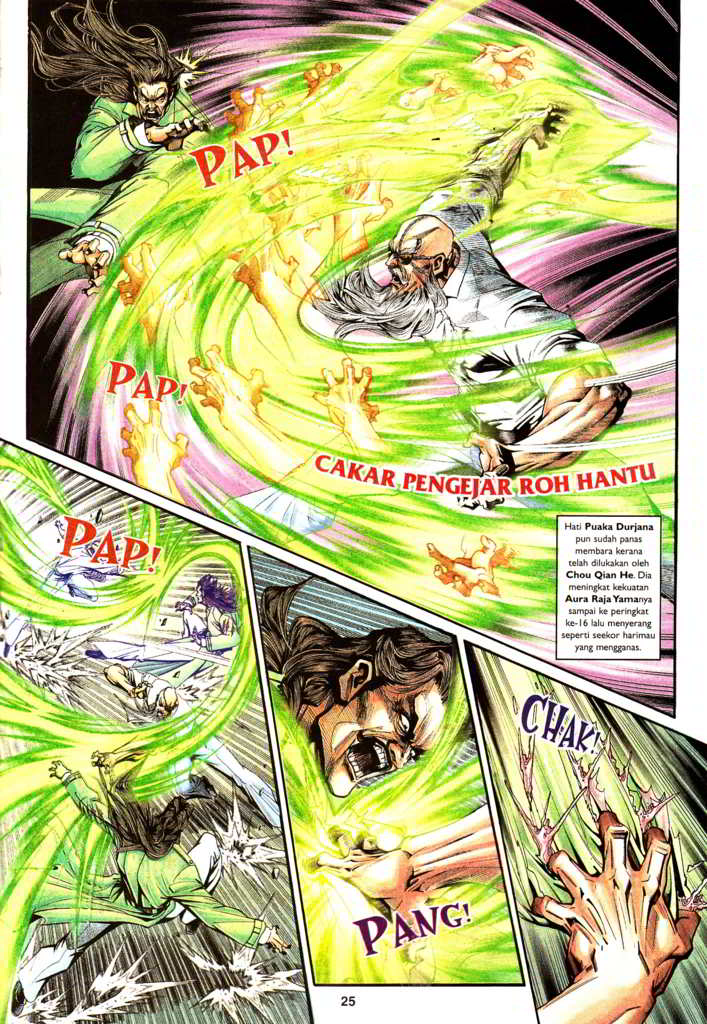 PAP!
PAP!
CAKAR PENGEJAR ROH HANTU
Hati Puaka Durjana
pun sudah panas
membara kerana
telah dilukakan oleh
Chou Qian He. Dia
meningkat kekuatan
Aura Raja Yamanya
sampai ke peringkat
ke-16 lalu menyerang
seperti seekor harimau
yang mengganas.
PAP!
PANG!
CHAK!
25